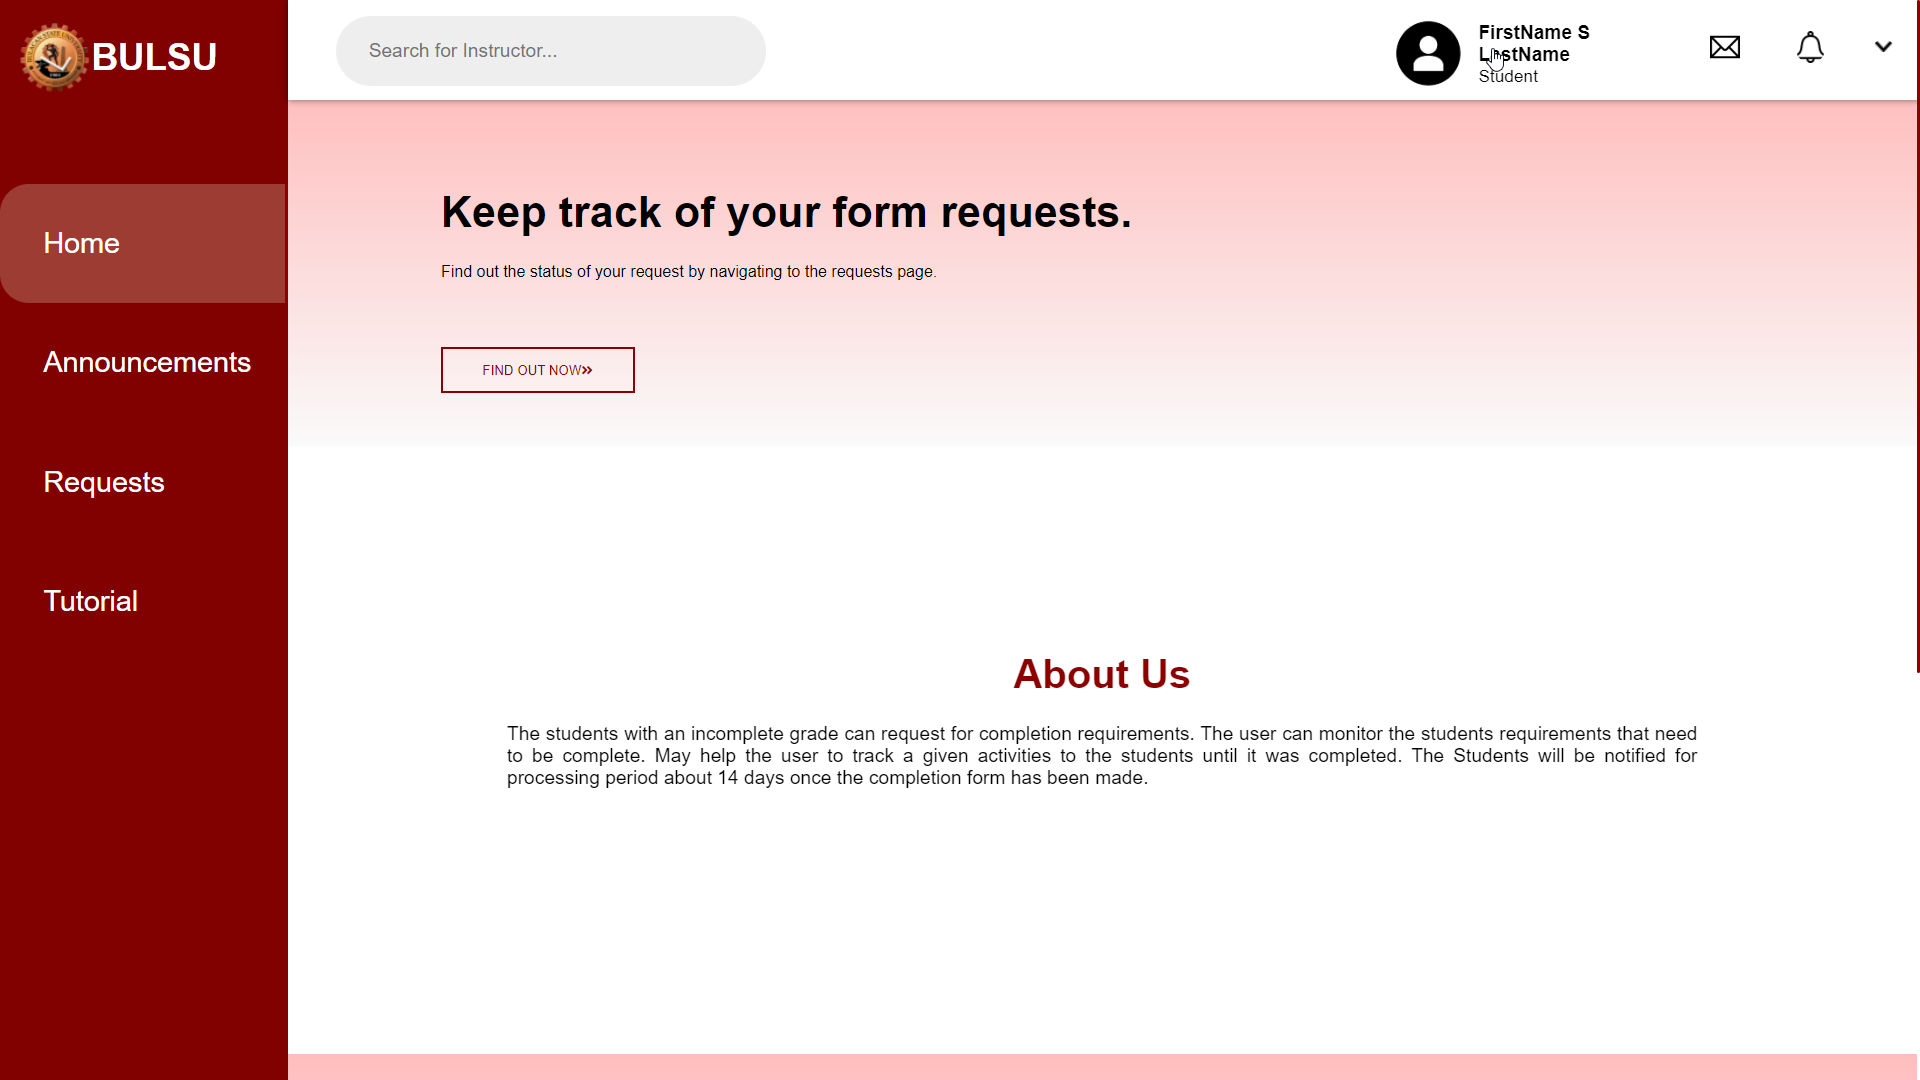 BULSU
Search for Instructor...
FirstName S
LastName
Student
Home
Announcements
Requests
Tutorial
Keep track of your form requests.
Find out the status of your request by navigating to the requests page.
FIND OUT NOW»
About Us
The students with an incomplete grade can request for completion requirements. The user can monitor the students requirements that need
to be complete. May help the user to track a given activities to the students until it was completed. The Students will be notified for
processing period about 14 days once the completion form has been made.